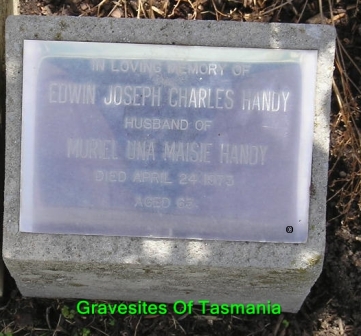 IN LOVING MEMORY OF
EDWIN JOSEPH CHARLES HANDY
HUSBAND OF
MURIEL UNA MAISIE HANDY
DIED APRIL 24 1973
AGED
Gravesites Of Tasmania